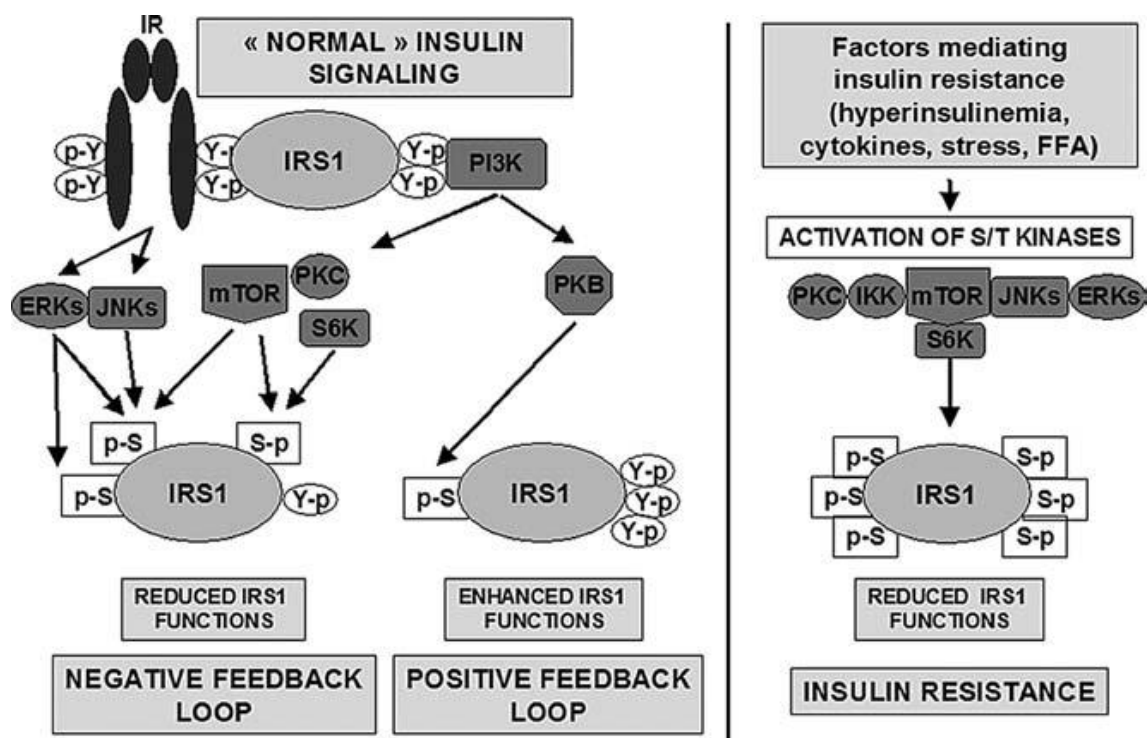 IR
« NORMAL » INSULIN
SIGNALING
p-Y
p-Y
Y-p
Y-p
IRS1
Y-p
Y-p
PI3K
ERKs
JNKs
mTOR
PKC
S6K
PKB
p-S
S-p
p-S
IRS1
Y-p
p-S
IRS1
Y-p
Y-p
Y-p
REDUCED IRS1
FUNCTIONS
ENHANCED IRS1
FUNCTIONS
NEGATIVE FEEDBACK
LOOP
POSITIVE FEEDBACK
LOOP
Factors mediating
insulin resistance
(hyperinsulinemia,
cytokines, stress, FFA)
ACTIVATION OF S/T KINASES
PKC
IKK
mTOR
JNKs
ERKs
S6K
p-S
S-p
p-S
IRS1
S-p
p-S
S-p
REDUCED IRS1
FUNCTIONS
INSULIN RESISTANCE